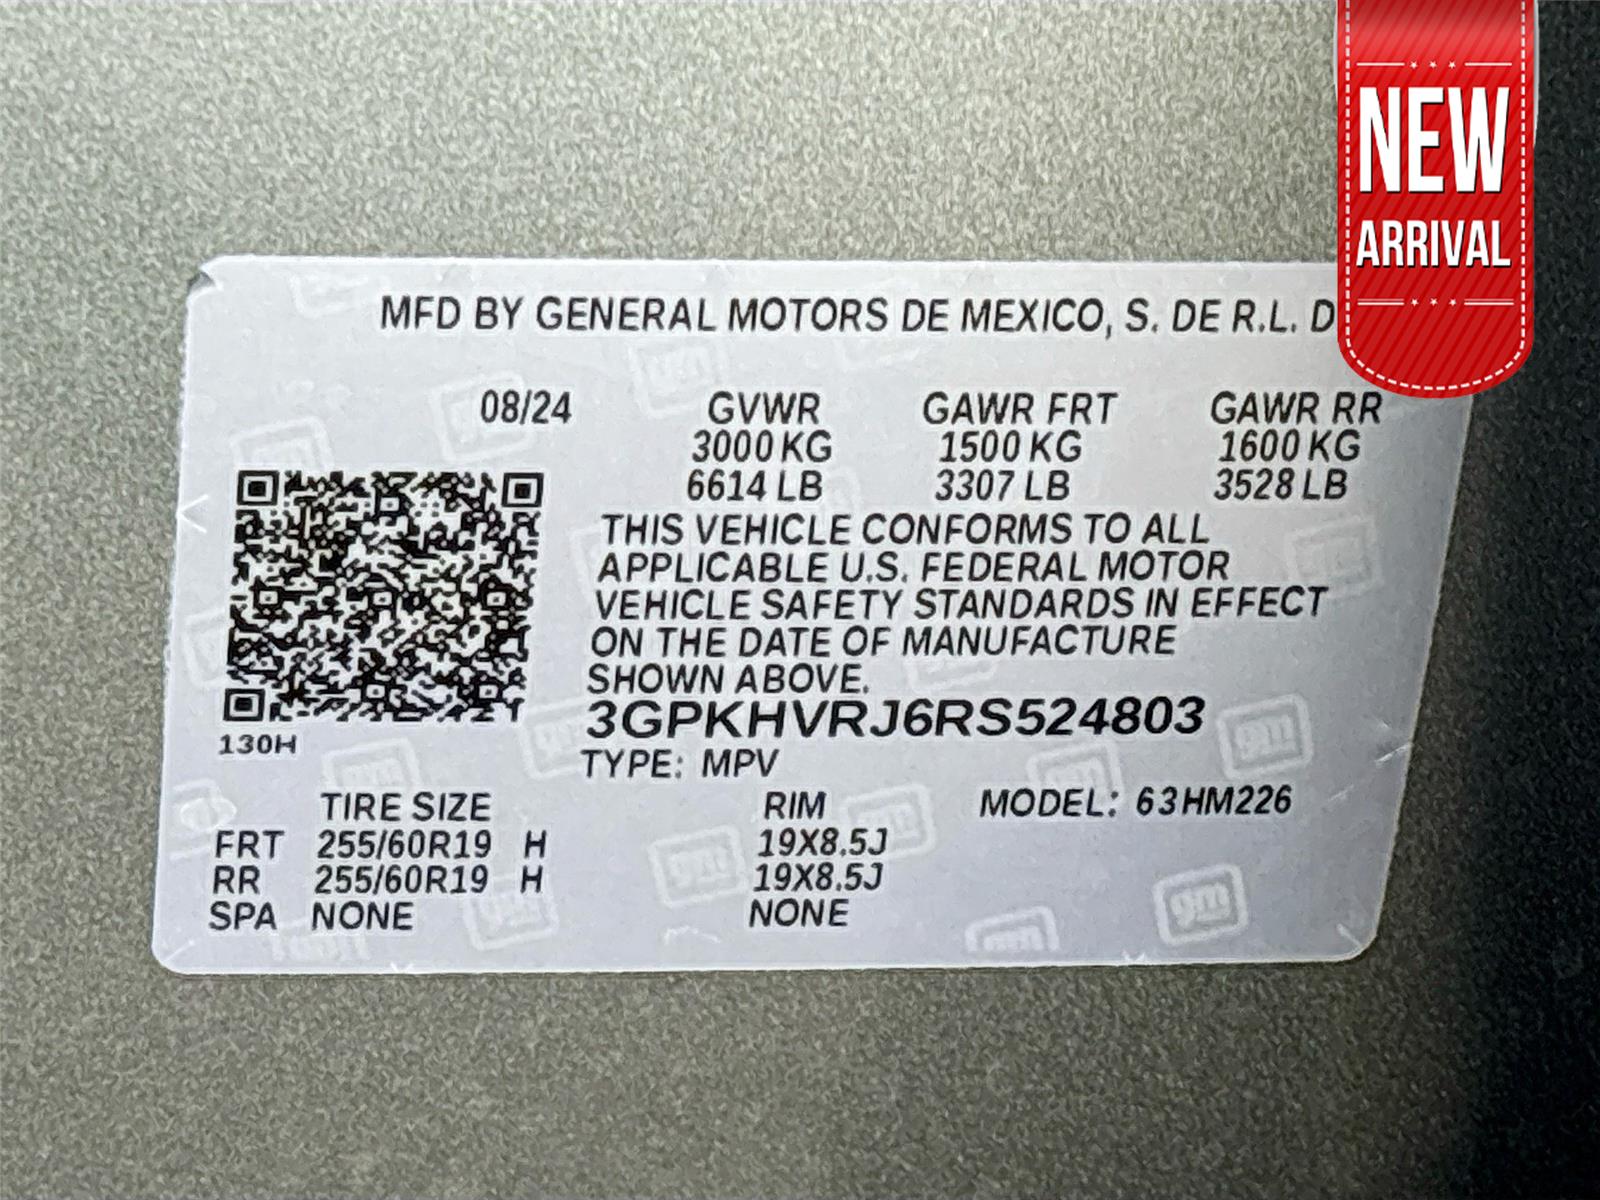 NEW
ARRIVAL
MFD BY GENERAL MOTORS DE MEXICO, S. DE R.L. D
08/24 GVWR GAWR FRT GAWR RR
3000 KG 1500 KG 1600 KG
6614 LB 3307 LB 3528 LB
THIS VEHICLE CONFORMS TO ALL
APPLICABLE U.S. FEDERAL MOTOR
VEHICLE SAFETY STANDARDS IN EFFECT
ON THE DATE OF MANUFACTURE
SHOWN ABOVE.
3GPKHVRJ6RS524803
130H
TYPE: MPV
TIRE SIZE RIM MODEL: 63HM226
FRT 255/60R19 H 19X8.5J
RR 255/60R19 H 19X8.5J
SPA NONE NONE